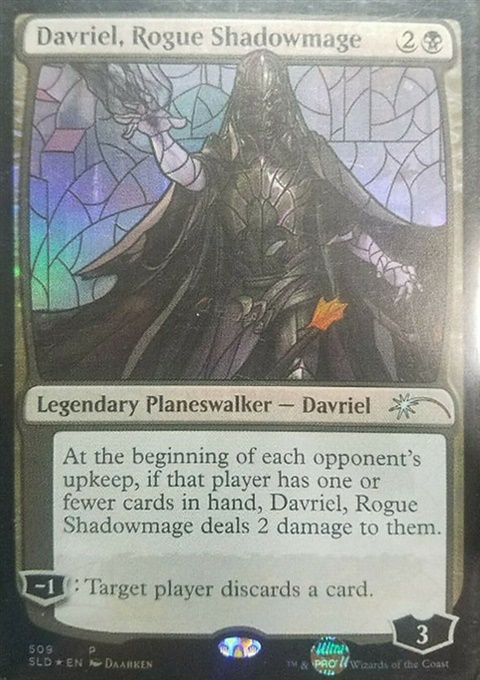 Davriel, Rogue Shadowmage 2
Legendary Planeswalker — Davriel
At the beginning of each opponent's
upkeep, if that player has one or
fewer cards in hand, Davriel, Rogue
Shadowmage deals 2 damage to them.
-1 : Target player discards a card.
3
509 P
SLD ★ EN Daarken
™ & Wizards of the Coast
Ultra
PRO